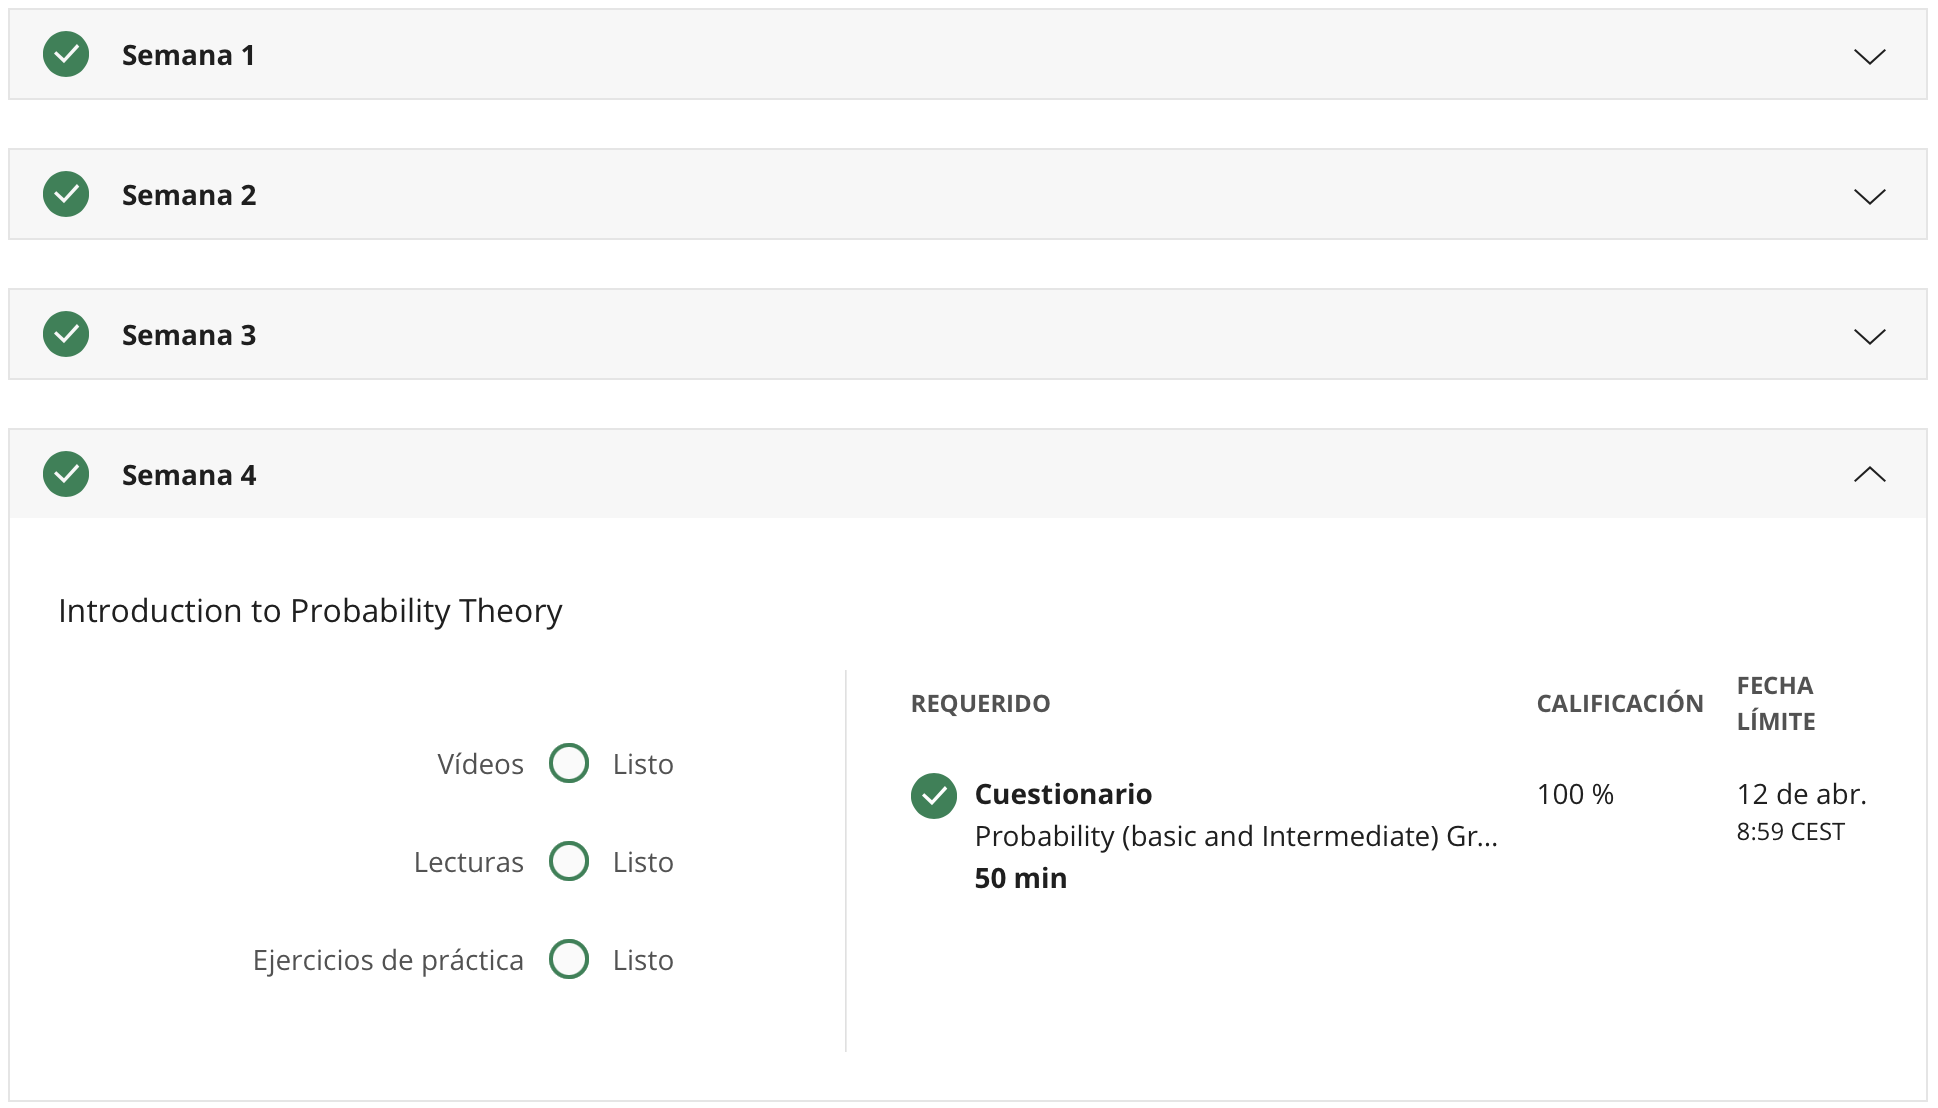 Semana 1
Semana 2
Semana 3
Semana 4
Introduction to Probability Theory
Vídeos Listo
Lecturas Listo
Ejercicios de práctica Listo
REQUERIDO
CALIFICACIÓN
FECHA
LÍMITE
Cuestionario
Probability (basic and Intermediate) Gr...
50 min
100 %
12 de abr.
8:59 CEST